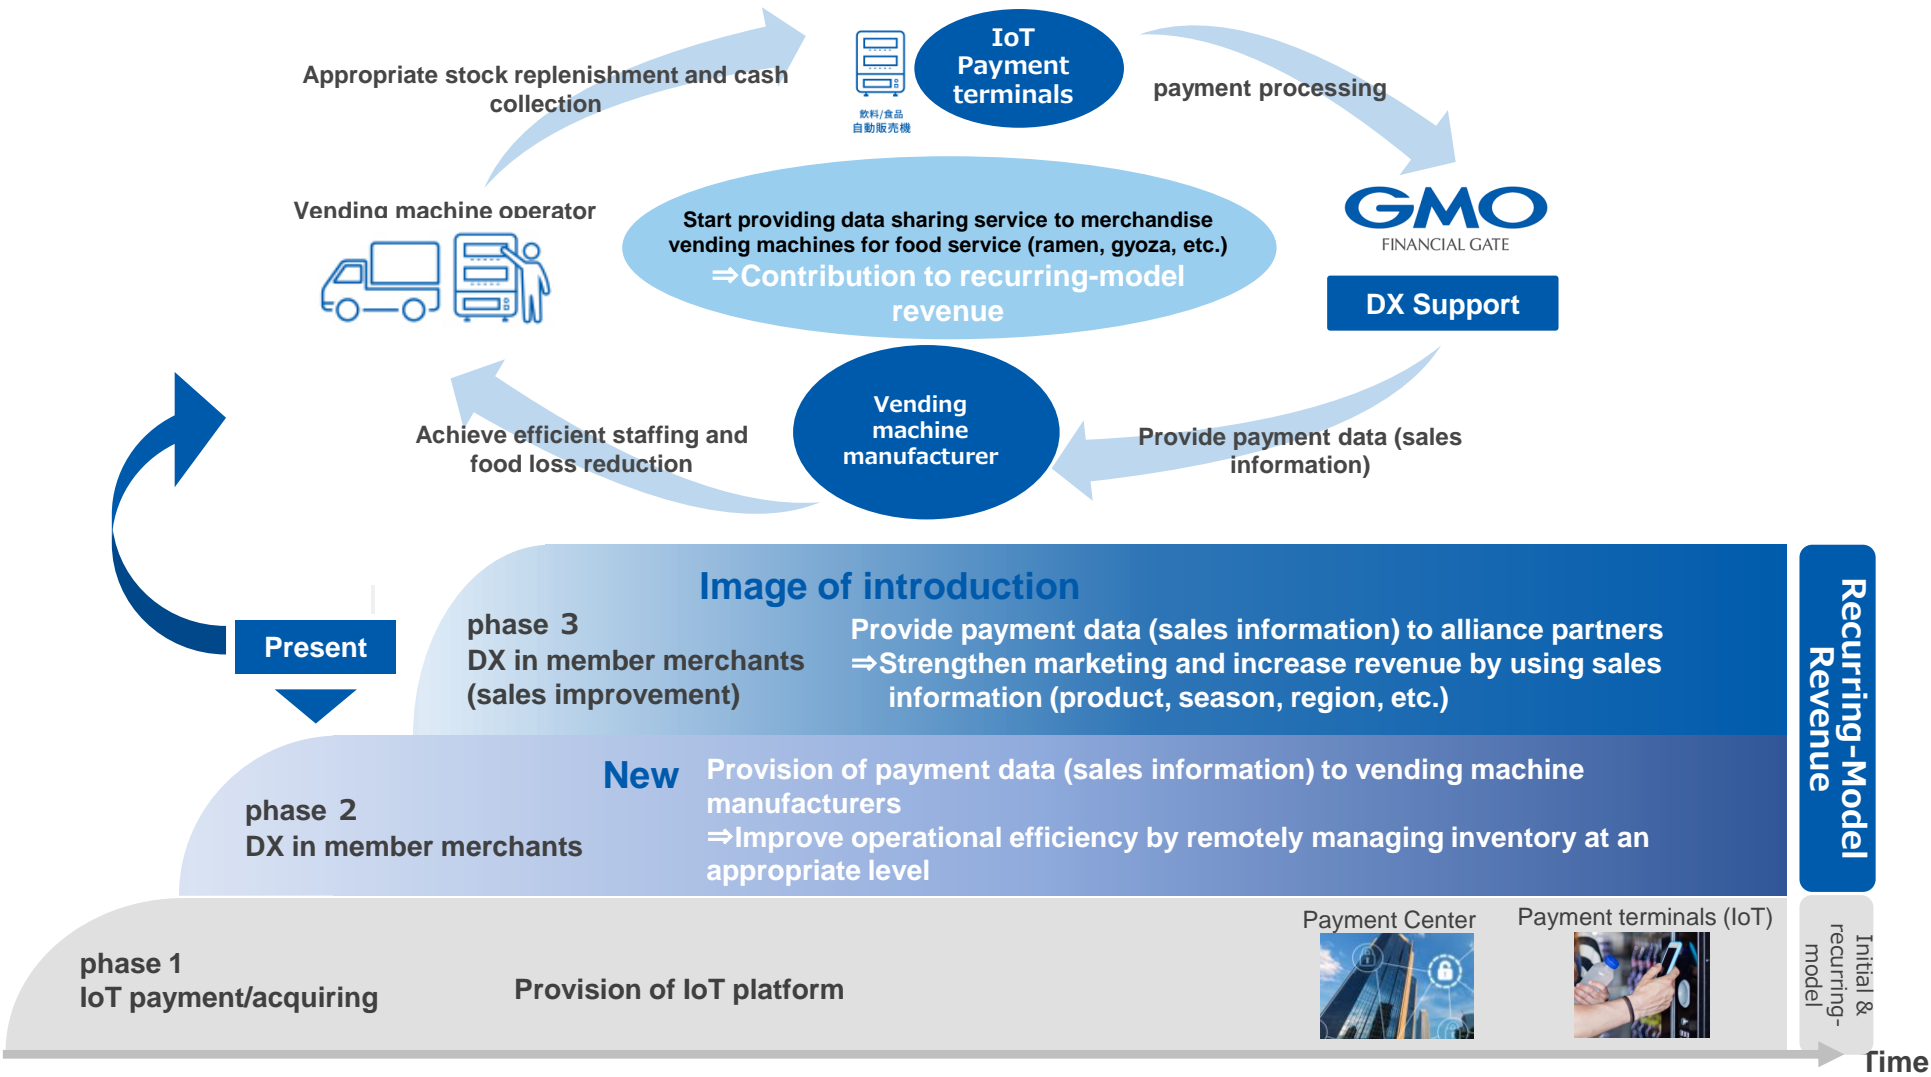 IoT
Payment
terminals
飲料/食品
自動販売機
Appropriate stock replenishment and cash
collection
payment processing
Vending machine operator
Start providing data sharing service to merchandise
vending machines for food service (ramen, gyoza, etc.)
⇒Contribution to recurring-model
revenue
GMO
FINANCIAL GATE
DX Support
Vending
machine
manufacturer
Achieve efficient staffing and
food loss reduction
Provide payment data (sales
information)
Present
Image of introduction
phase 3
DX in member merchants
(sales improvement)
Provide payment data (sales information) to alliance partners
⇒Strengthen marketing and increase revenue by using sales
information (product, season, region, etc.)
Recurring-Model
Revenue
New
phase 2
DX in member merchants
Provision of payment data (sales information) to vending machine
manufacturers
⇒Improve operational efficiency by remotely managing inventory at an
appropriate level
phase 1
IoT payment/acquiring
Provision of IoT platform
Payment Center
Payment terminals (IoT)
Initial &
recurring-
model
Time